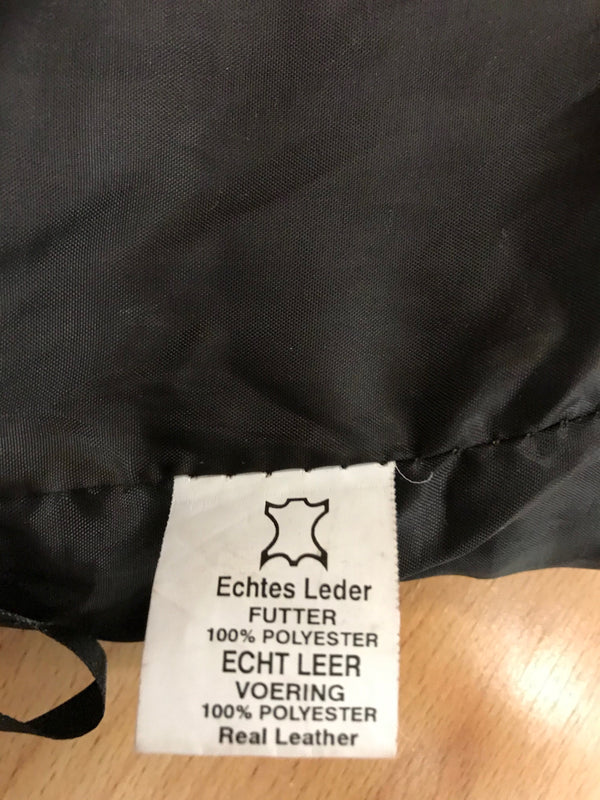 Echtes Leder
FUTTER
100% POLYESTER
ECHT LEER
VOERING
100% POLYESTER
Real Leather